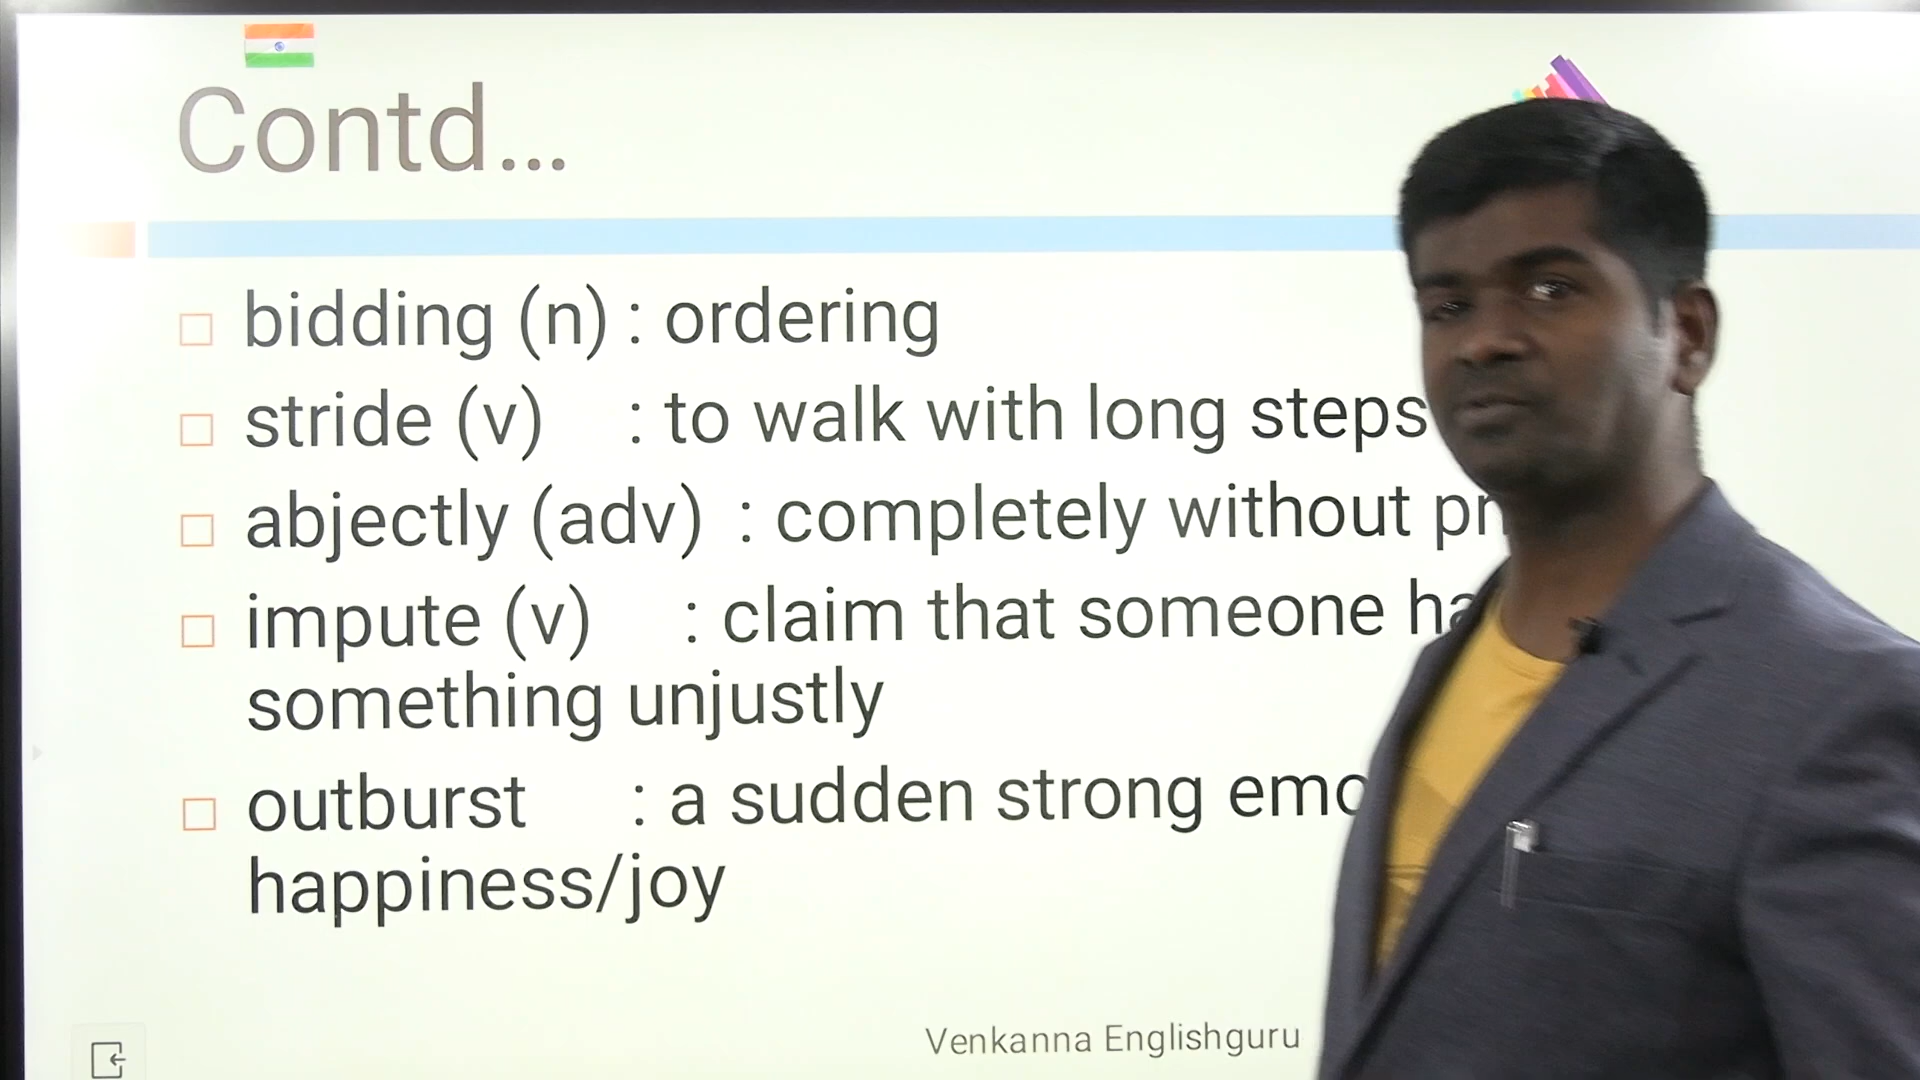 Contd...
bidding (n) : ordering
stride (v) : to walk with long steps
abjectly (adv) : completely without
impute (v) : claim that someone
something unjustly
outburst : a sudden strong
happiness/joy
Venkanna Englishguru